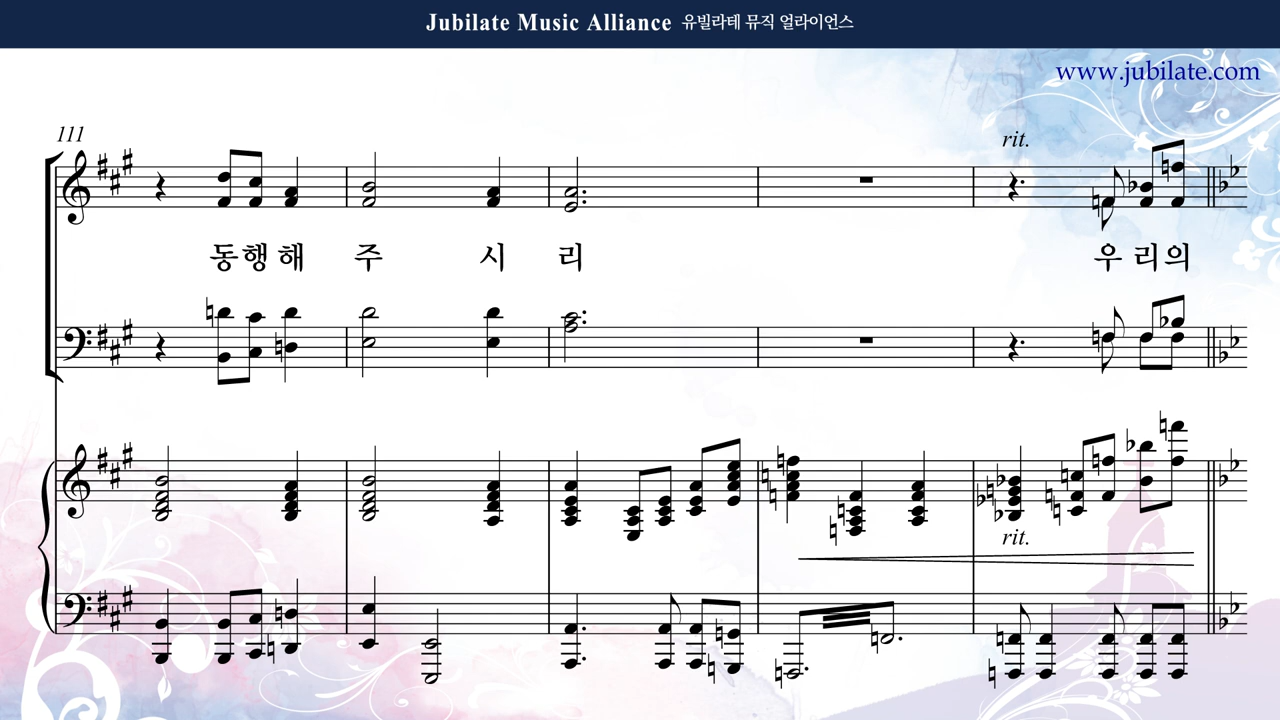 Jubilate Music Alliance 유빌라테 뮤직 얼라이언스
www.jubilate.com
111
rit.
동행해 주 시 리 우 리의
rit.